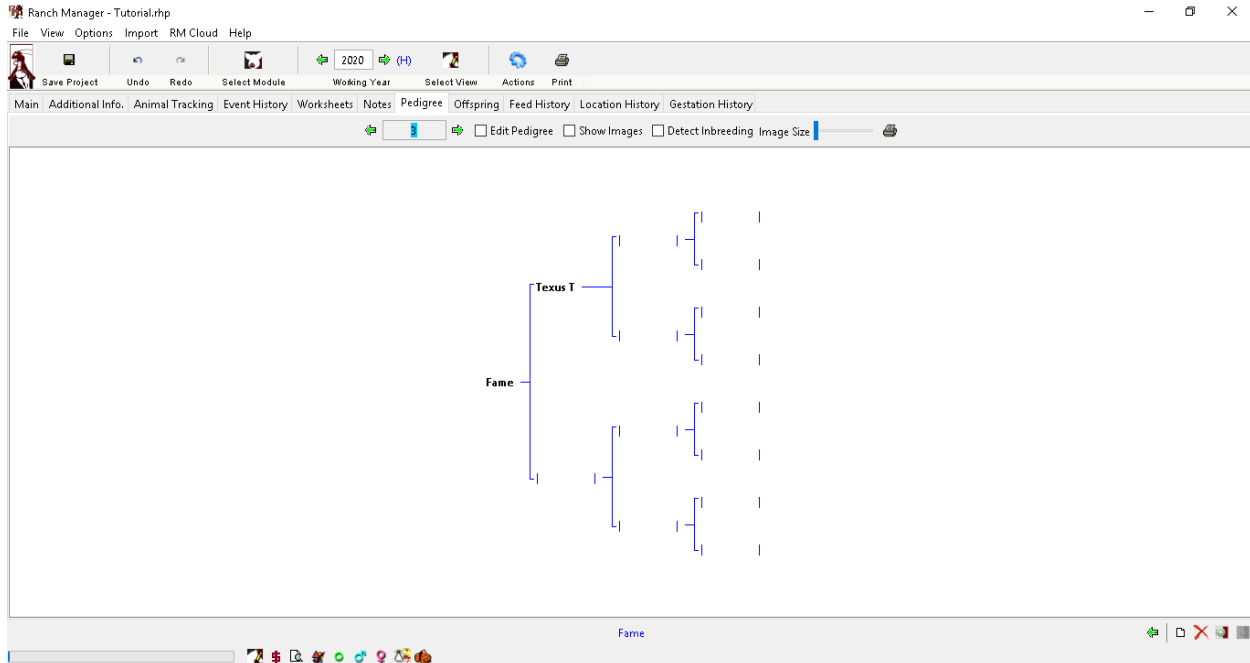 Ranch Manager - Tutorial.rhp
File View Options Import RM Cloud Help
2020 (H)
Save Project Undo Redo Select Module Working Year Select View Actions Print
Main Additional Info. Animal Tracking Event History Worksheets Notes Pedigree Offspring Feed History Location History Gestation History
3 Edit Pedigree Show Images Detect Inbreeding Image Size
Texus T
Fame
Fame